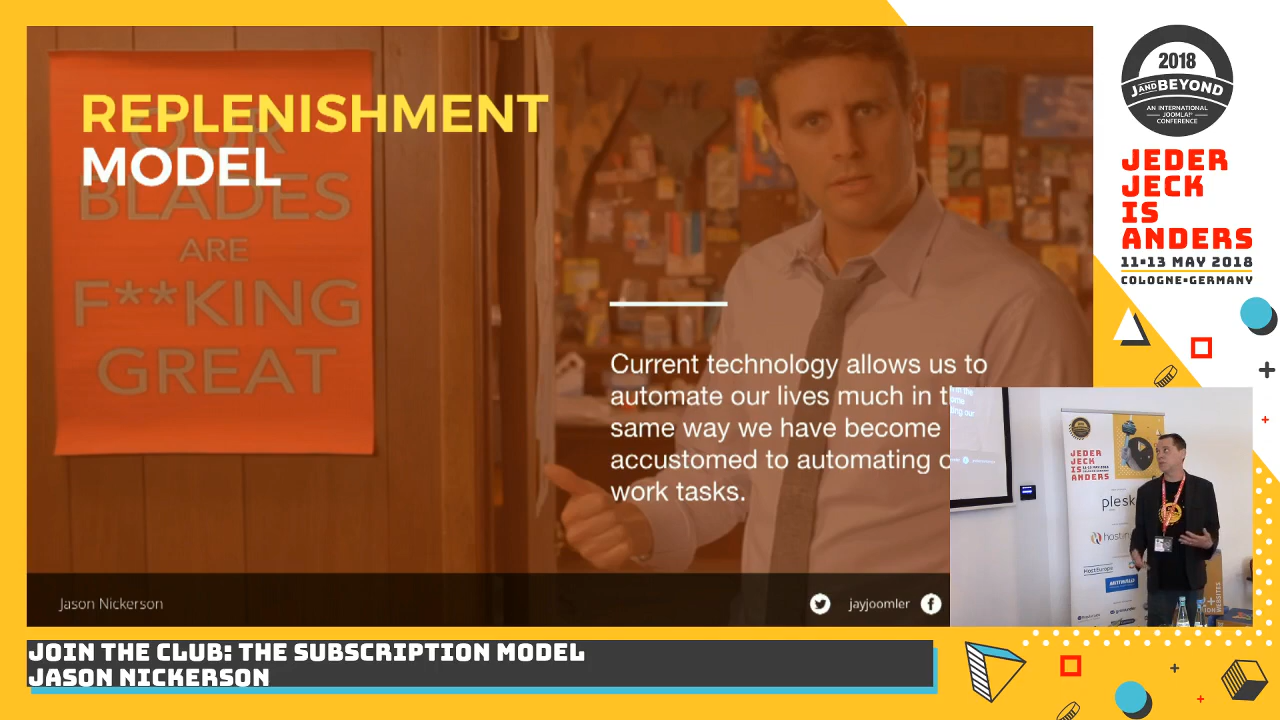 REPLENISHMENT
MODEL
OUR
BLADES
ARE
F**KING
GREAT
Current technology allows us to
automate our lives much in
same way we have become
accustomed to automating
work tasks.
Jason Nickerson
jayjoomler
JOIN THE CLUB: THE SUBSCRIPTION MODEL
JASON NICKERSON
2018
JANDBEYOND
AN INTERNATIONAL
JOOMLA!
CONFERENCE
JEDER
JECK
IS
ANDERS
11-13 MAY 2018
COLOGNE-GERMANY
JEDER
JECK
IS
ANDERS
plesk
HostEurope
MITTWALD